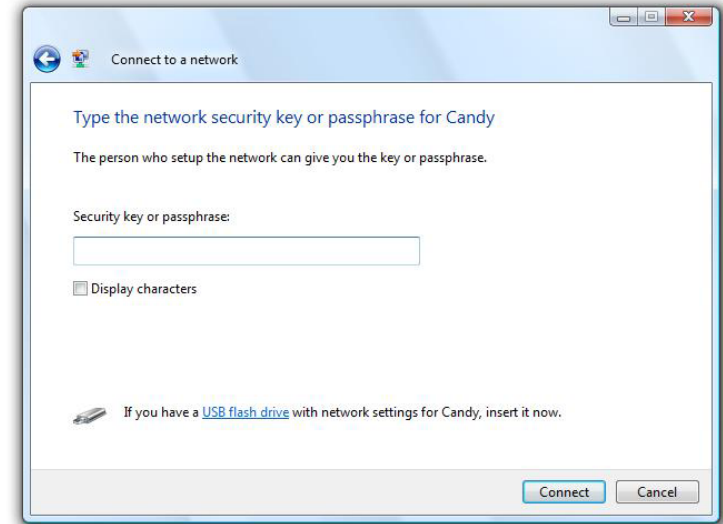 Connect to a network
Type the network security key or passphrase for Candy
The person who setup the network can give you the key or passphrase.
Security key or passphrase:
Display characters
If you have a USB flash drive with network settings for Candy, insert it now.
Connect Cancel